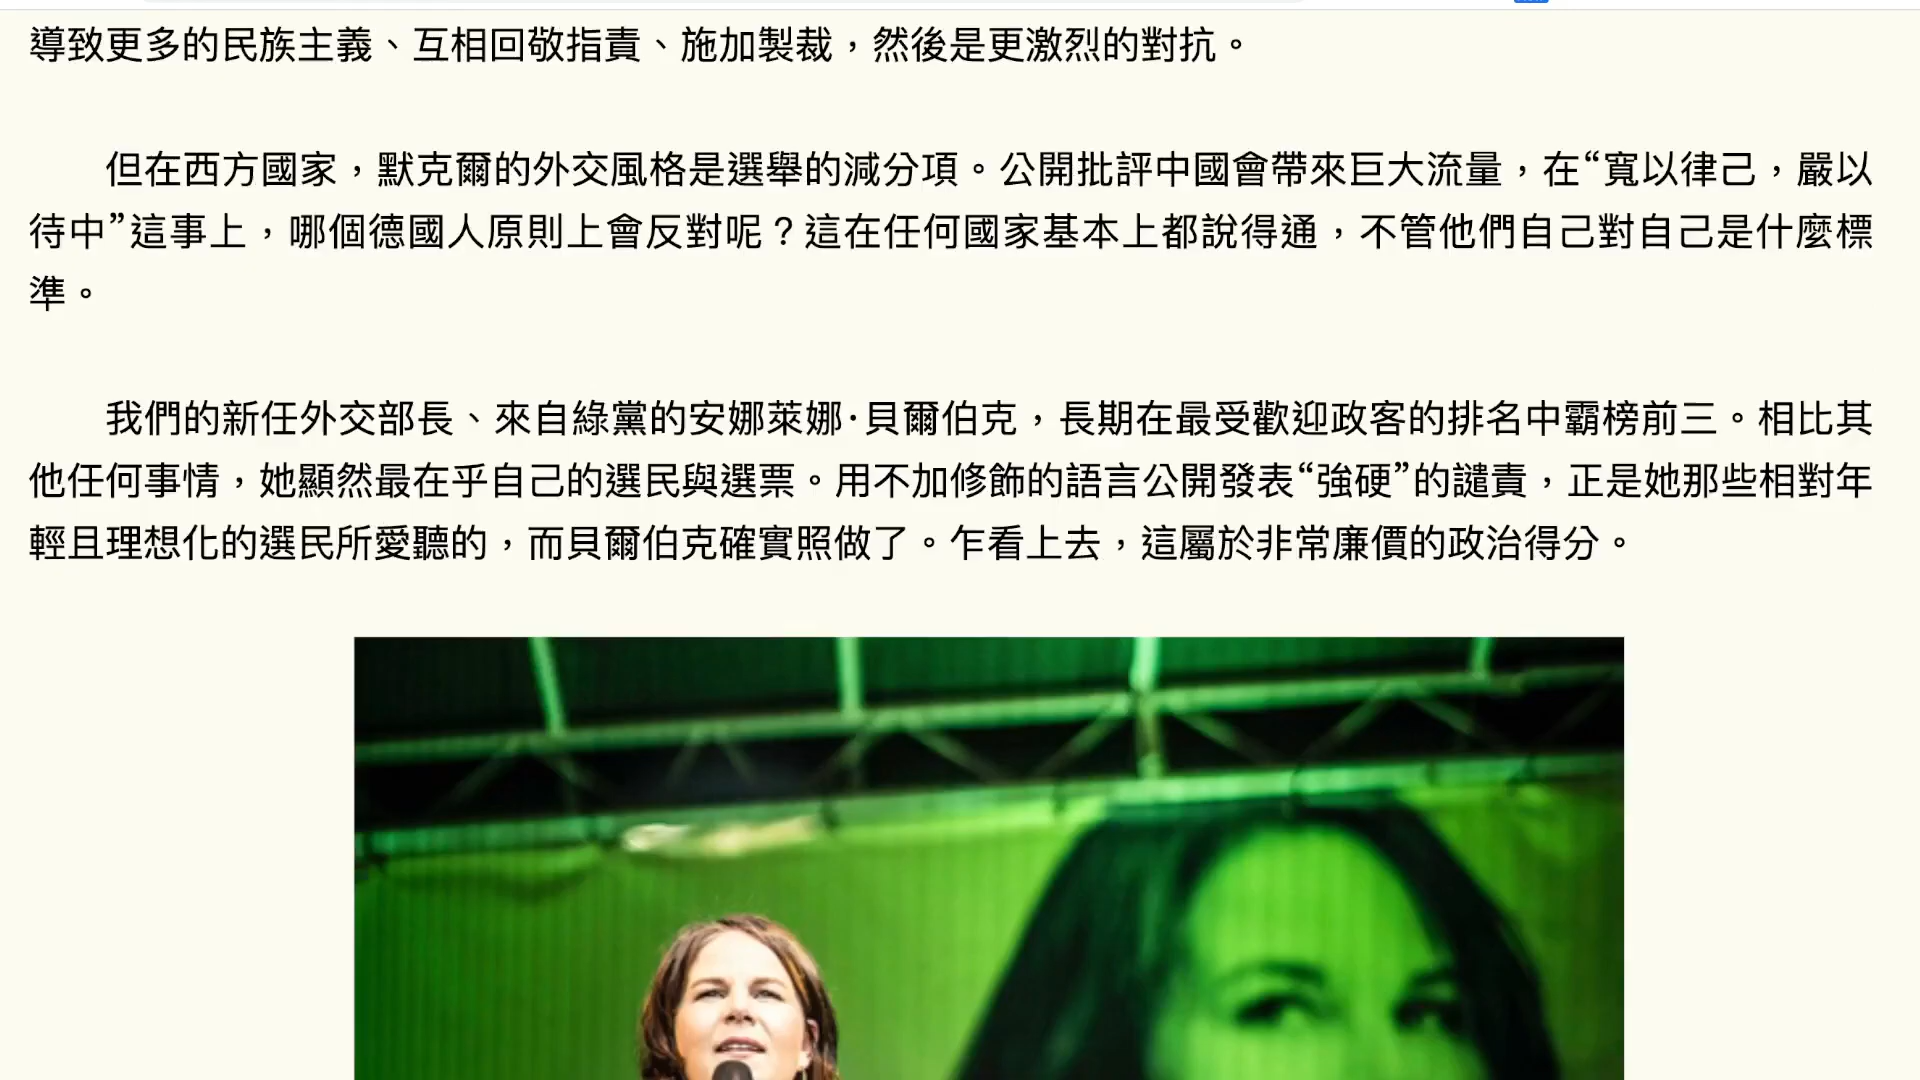 導致更多的民族主義、互相回敬指責、施加製裁，然後是更激烈的對抗。
但在西方國家，默克爾的外交風格是選舉的減分項。公開批評中國會帶來巨大流量，在“寬以律己，嚴以
待中”這事上，哪個德國人原則上會反對呢？這在任何國家基本上都說得通，不管他們自己對自己是什麼標
準。
我們的新任外交部長、來自綠黨的安娜萊娜·貝爾伯克，長期在最受歡迎政客的排名中霸榜前三。相比其
他任何事情，她顯然最在乎自己的選民與選票。用不加修飾的語言公開發表“強硬”的譴責，正是她那些相對年
輕且理想化的選民所愛聽的，而貝爾伯克確實照做了。乍看上去，這屬於非常廉價的政治得分。